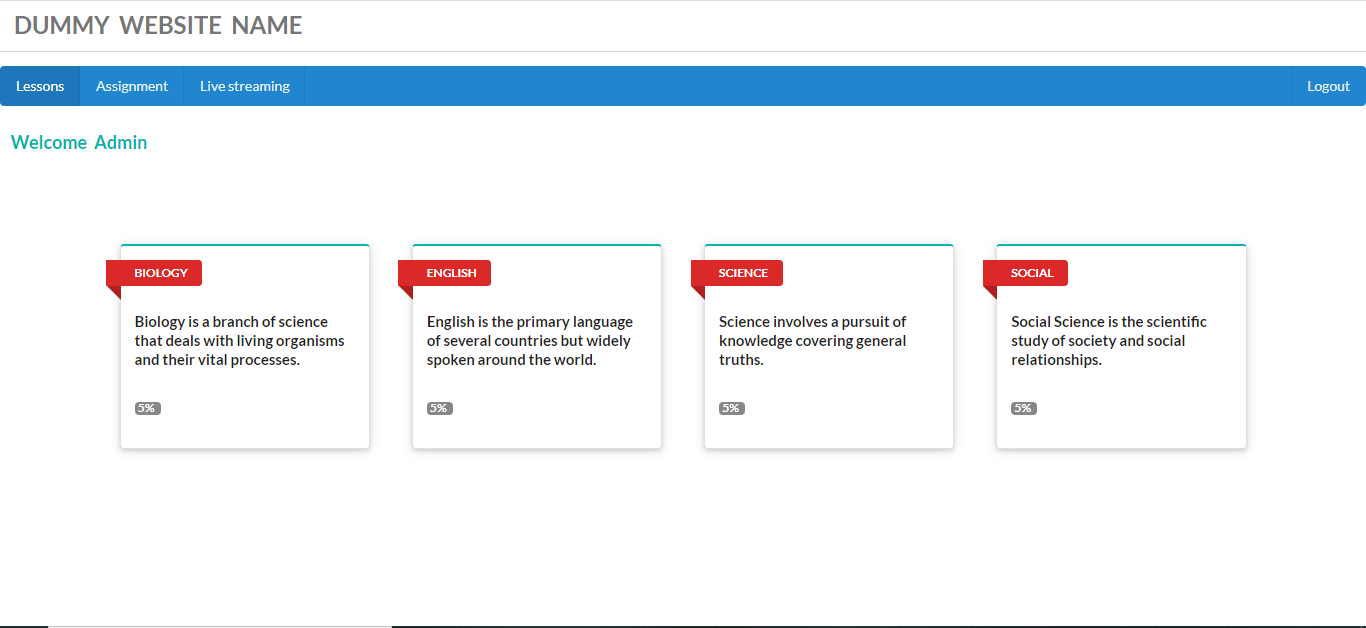 DUMMY WEBSITE NAME
Lessons Assignment Live streaming Logout
Welcome Admin
BIOLOGY
Biology is a branch of science
that deals with living organisms
and their vital processes.
5%
ENGLISH
English is the primary language
of several countries but widely
spoken around the world.
5%
SCIENCE
Science involves a pursuit of
knowledge covering general
truths.
5%
SOCIAL
Social Science is the scientific
study of society and social
relationships.
5%